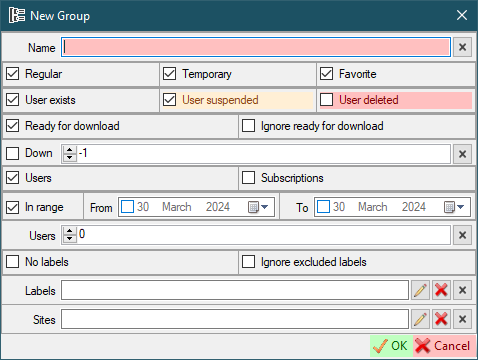 New Group
Name
Regular Temporary Favorite
User exists User suspended User deleted
Ready for download Ignore ready for download
Down -1
Users Subscriptions
In range From 30 March 2024 To 30 March 2024
Users 0
No labels Ignore excluded labels
Labels
Sites
OK Cancel